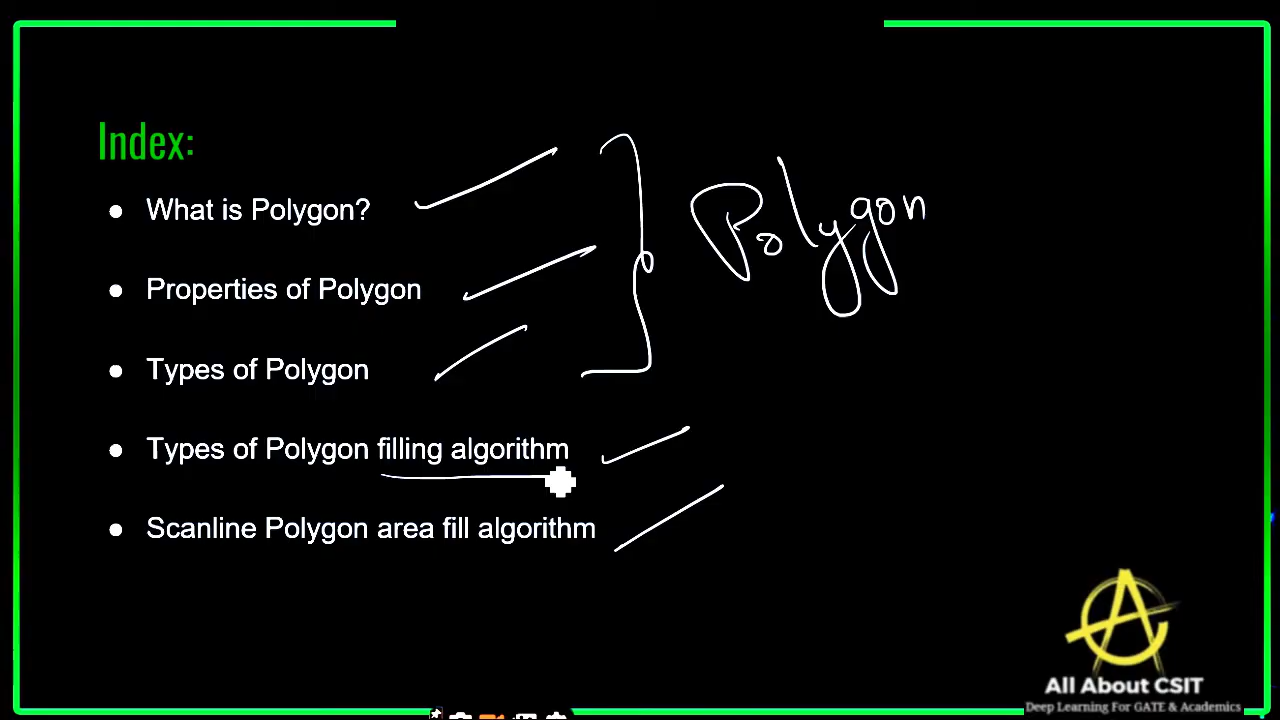 Index:
● What is Polygon?
● Properties of Polygon
● Types of Polygon
Polygon
● Types of Polygon filling algorithm
● Scanline Polygon area fill algorithm
All About CSIT
Deep Learning For GATE & Academics